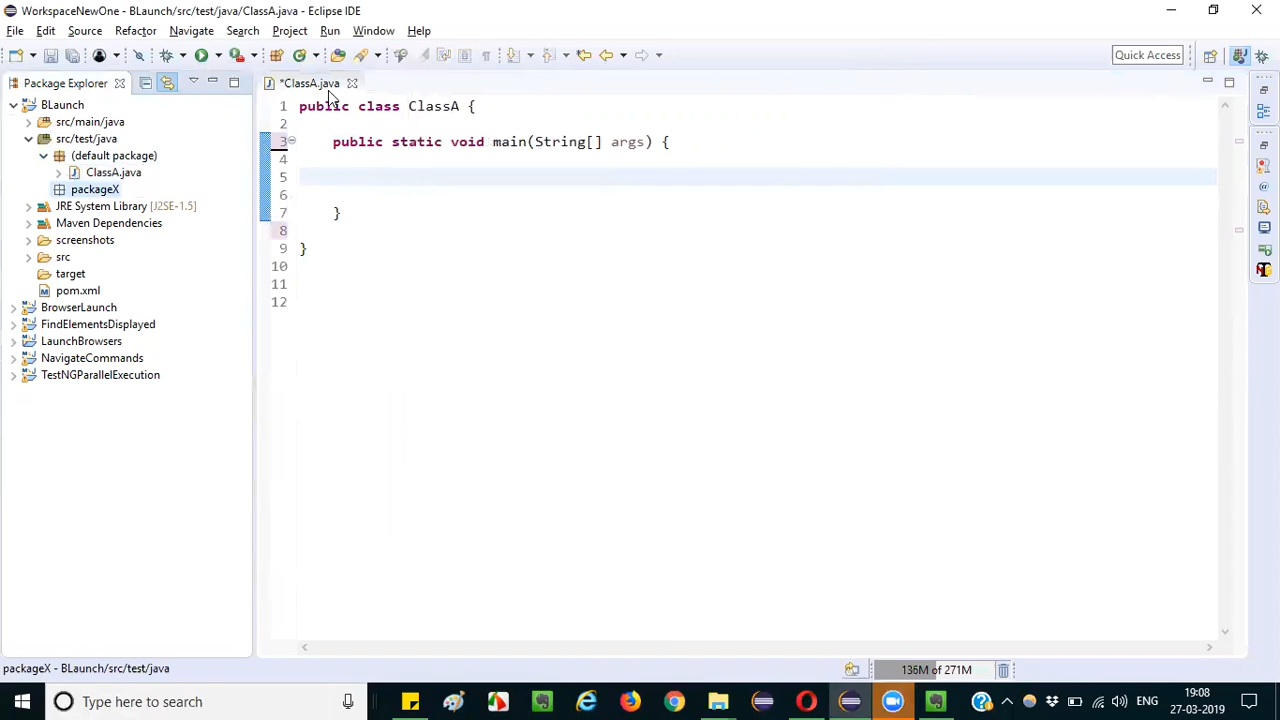 WorkspaceNewOne - BLaunch/src/test/java/ClassA.java - Eclipse IDE
File Edit Source Refactor Navigate Search Project Run Window Help
Quick Access
Package Explorer
*ClassA.java
BLaunch
src/main/java
src/test/java
(default package)
ClassA.java
packageX
JRE System Library [J2SE-1.5]
Maven Dependencies
screenshots
src
target
pom.xml
BrowserLaunch
FindElementsDisplayed
LaunchBrowsers
NavigateCommands
TestNGParallelExecution
1 public class ClassA {
2
3 public static void main(String[] args) {
4
5
6
7 }
8
9 }
10
11
12
packageX - BLaunch/src/test/java
136M of 271M
Type here to search
ENG
19:08
27-03-2019